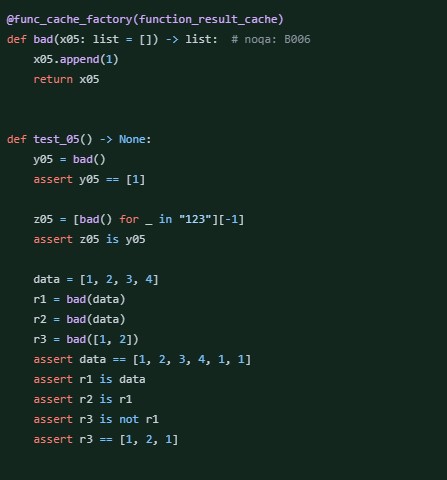 @func_cache_factory(function_result_cache)
def bad(x05: list = []) -> list:  # noqa: B006
    x05.append(1)
    return x05


def test_05() -> None:
    y05 = bad()
    assert y05 == [1]

    z05 = [bad() for _ in "123"][-1]
    assert z05 is y05

    data = [1, 2, 3, 4]
    r1 = bad(data)
    r2 = bad(data)
    r3 = bad([1, 2])
    assert data == [1, 2, 3, 4, 1, 1]
    assert r1 is data
    assert r2 is r1
    assert r3 is not r1
    assert r3 == [1, 2, 1]